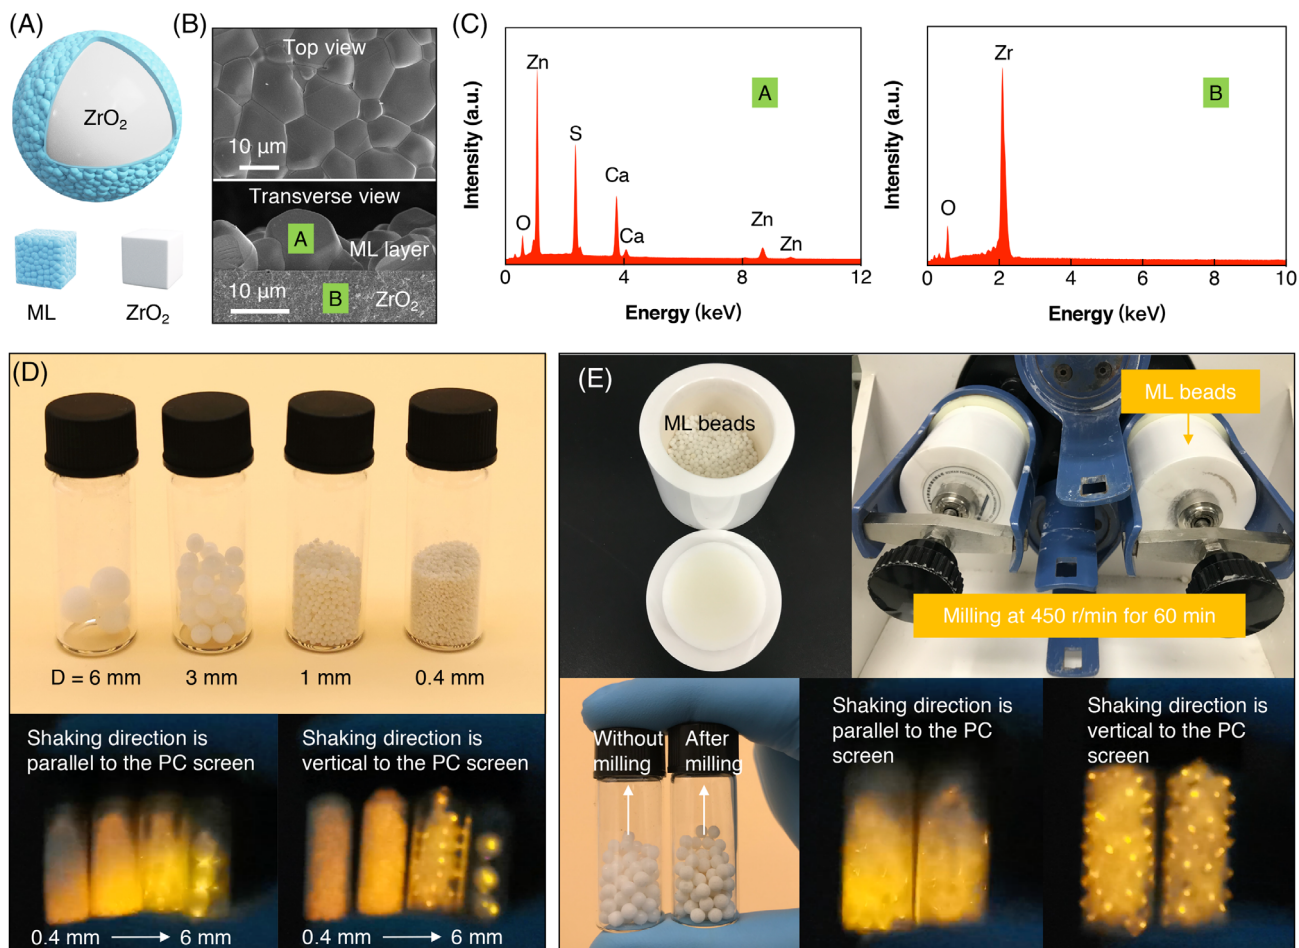 (A)
ZrO2
ML
ZrO2
(B)
Top view
10 μm
Transverse view
A
ML layer
10 μm
B
ZrO2
(C)
Intensity (a.u.)
Zn
S
Ca
O
Ca
Zn
Zn
A
0
4
8
12
Energy (keV)
Intensity (a.u.)
Zr
O
B
0
2
4
6
8
10
Energy (keV)
(D)
D = 6 mm
3 mm
1 mm
0.4 mm
Shaking direction is
parallel to the PC screen
0.4 mm
6 mm
Shaking direction is
vertical to the PC screen
0.4 mm
6 mm
(E)
ML beads
ML beads
Milling at 450 r/min for 60 min
Without
milling
After
milling
Shaking direction is
parallel to the PC
screen
Shaking direction is
vertical to the PC
screen